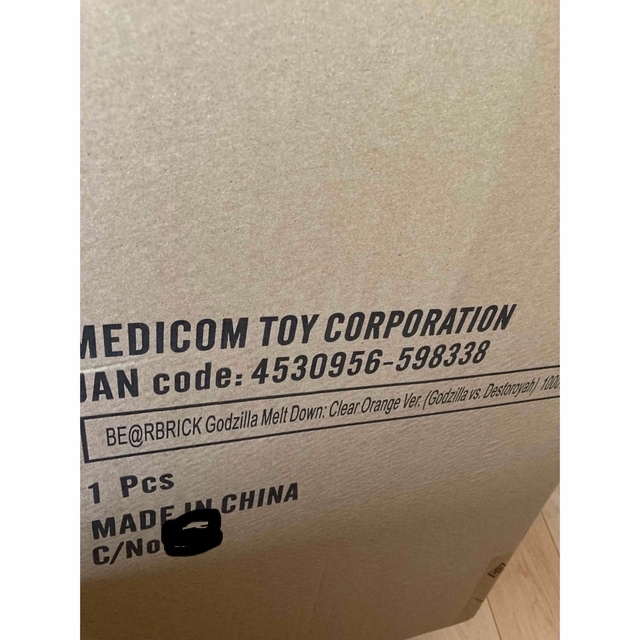 MEDICOM TOY CORPORATION
JAN code: 4530956-598338
BE@RBRICK Godzilla Melt Down: Clear Orange Ver. (Godzilla vs. Destoroyah) 1000
1 Pcs
MADE IN CHINA
C/No